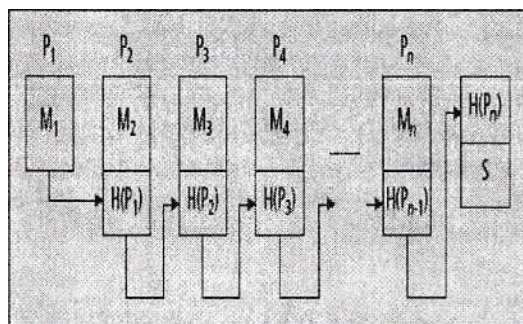 P₁ P₂ P₃ P₄ Pₙ
M₁ M₂ M₃ M₄ Mₙ H(Pₙ)
H(P₁) H(P₂) H(P₃) H(Pₙ₋₁) S